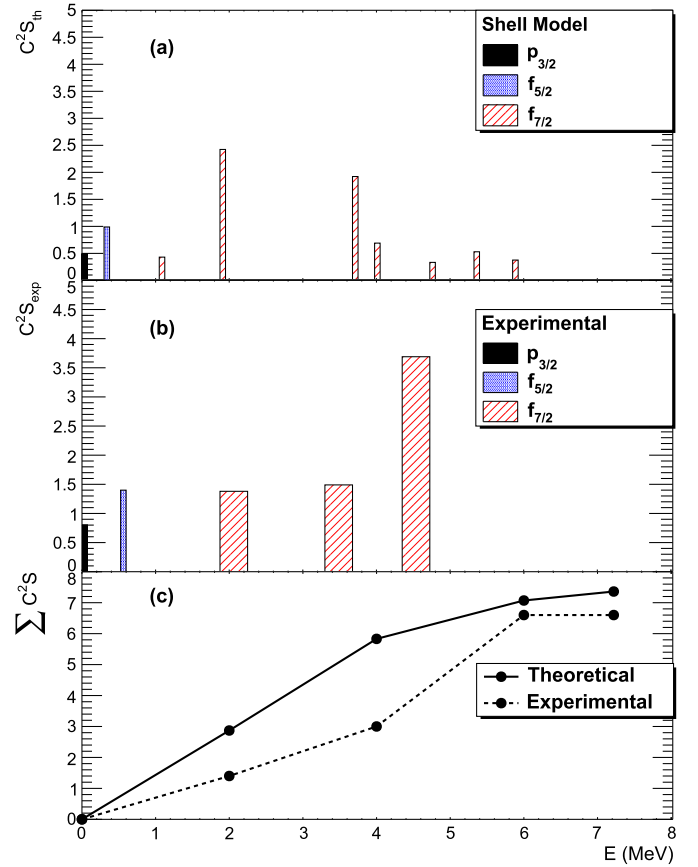 C²S_th
5
4.5
4
3.5
3
2.5
2
1.5
1
0.5
0
(a)
Shell Model
p_3/2
f_5/2
f_7/2
C²S_exp
5
4.5
4
3.5
3
2.5
2
1.5
1
0.5
0
(b)
Experimental
p_3/2
f_5/2
f_7/2
∑ C²S
8
7
6
5
4
3
2
1
0
(c)
Theoretical
Experimental
0 1 2 3 4 5 6 7 8
E (MeV)